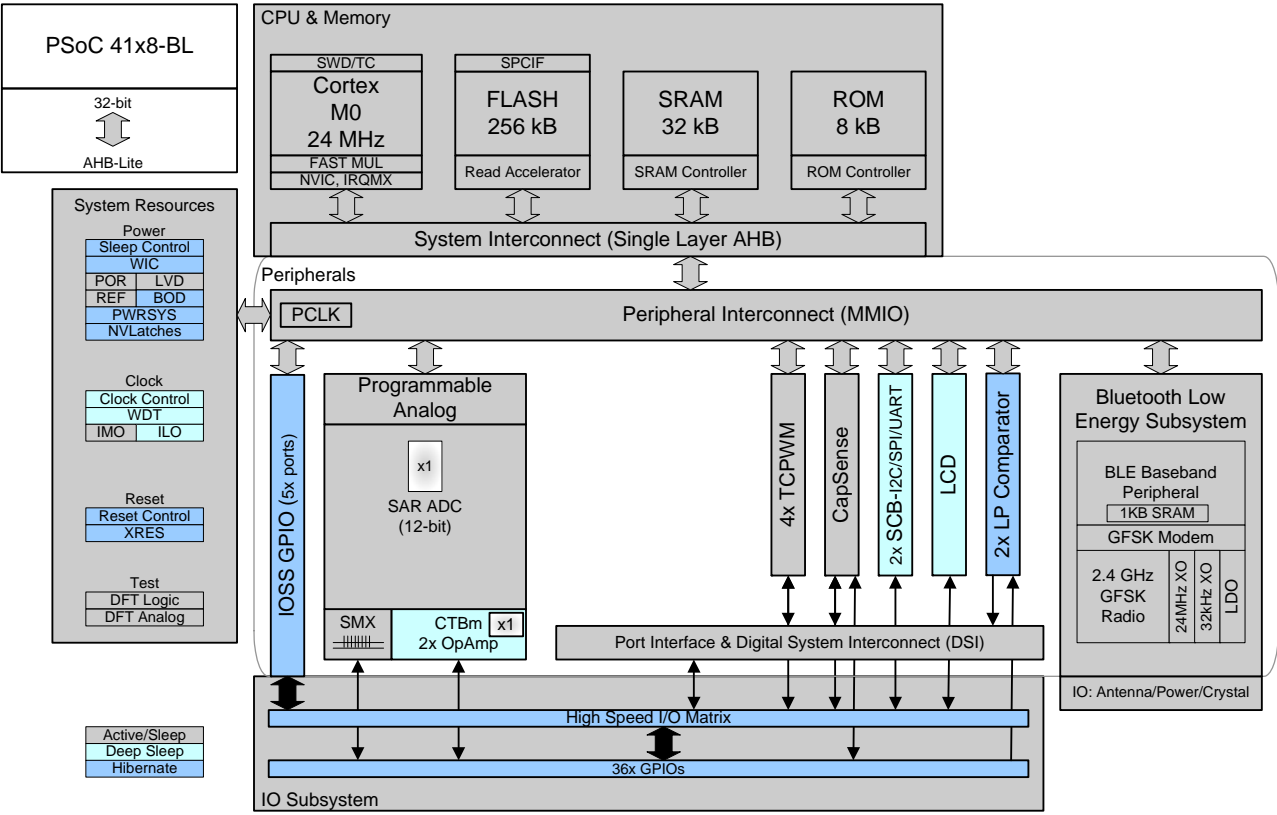 PSoC 41x8-BL
32-bit
AHB-Lite
CPU & Memory
SWD/TC
Cortex
M0
24 MHz
FAST MUL
NVIC, IRQMX
SPCIF
FLASH
256 kB
Read Accelerator
SRAM
32 kB
SRAM Controller
ROM
8 kB
ROM Controller
System Interconnect (Single Layer AHB)
System Resources
Power
Sleep Control
WIC
POR LVD
REF BOD
PWRSYS
NVLatches
Clock
Clock Control
WDT
IMO ILO
Reset
Reset Control
XRES
Test
DFT Logic
DFT Analog
Peripherals
PCLK
Peripheral Interconnect (MMIO)
IOSS GPIO (5x ports)
Programmable
Analog
x1
SAR ADC
(12-bit)
SMX
CTBm x1
2x OpAmp
4x TCPWM
CapSense
2x SCB-I2C/SPI/UART
LCD
2x LP Comparator
Port Interface & Digital System Interconnect (DSI)
Bluetooth Low
Energy Subsystem
BLE Baseband
Peripheral
1KB SRAM
GFSK Modem
2.4 GHz
GFSK
Radio
24MHz XO
32kHz XO
LDO
IO: Antenna/Power/Crystal
High Speed I/O Matrix
36x GPIOs
IO Subsystem
Active/Sleep
Deep Sleep
Hibernate